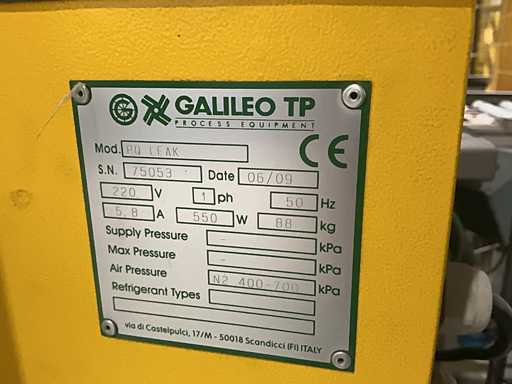 GALILEO TP
PROCESS EQUIPMENT
Mod. BQ LEAK CE
S.N. 75053 Date 06/09
220 V 1 ph 50 Hz
5,8 A 550 W 88 kg
Supply Pressure - kPa
Max Pressure - kPa
Air Pressure N2 400-700 kPa
Refrigerant Types
via di Castelpulci, 17/M - 50018 Scandicci (FI) ITALY